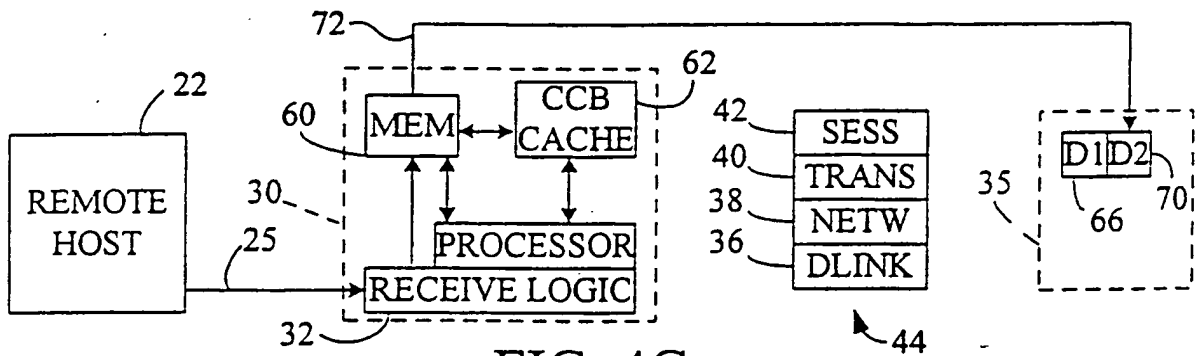 72
22
62
60
MEM
CCB
CACHE
42
SESS
40
TRANS
38
NETW
36
DLINK
D1 D2
35
66
70
REMOTE
HOST
30
25
PROCESSOR
RECEIVE LOGIC
32
44